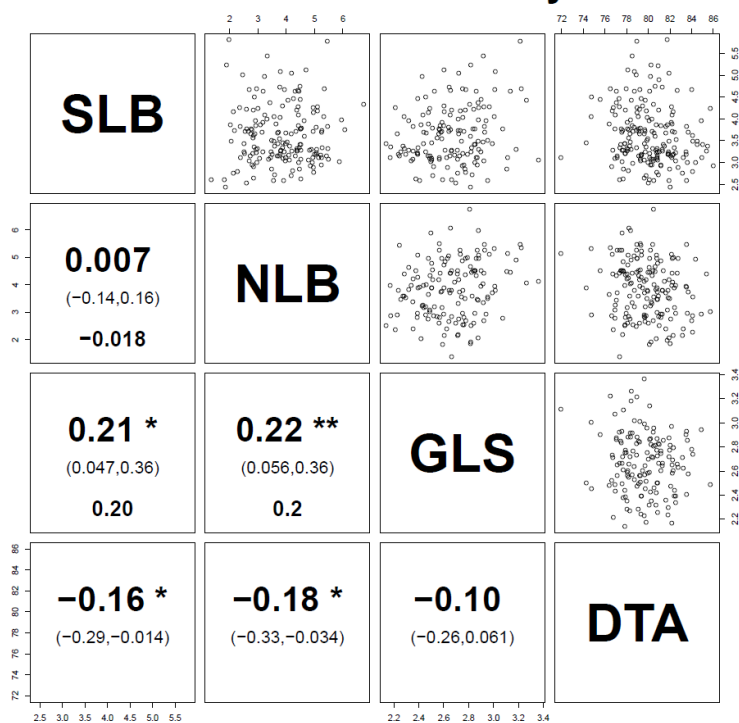 2 3 4 5 6
72 74 76 78 80 82 84 86
SLB
2.5 3.0 3.5 4.0 4.5 5.0 5.5
2 3 4 5 6
0.007
(−0.14,0.16)
−0.018
NLB
0.21 *
(0.047,0.36)
0.20
0.22 **
(0.056,0.36)
0.2
GLS
2.2 2.4 2.6 2.8 3.0 3.2 3.4
72 74 76 78 80 82 84 86
−0.16 *
(−0.29,−0.014)
−0.18 *
(−0.33,−0.034)
−0.10
(−0.26,0.061)
DTA
2.5 3.0 3.5 4.0 4.5 5.0 5.5
2.2 2.4 2.6 2.8 3.0 3.2 3.4